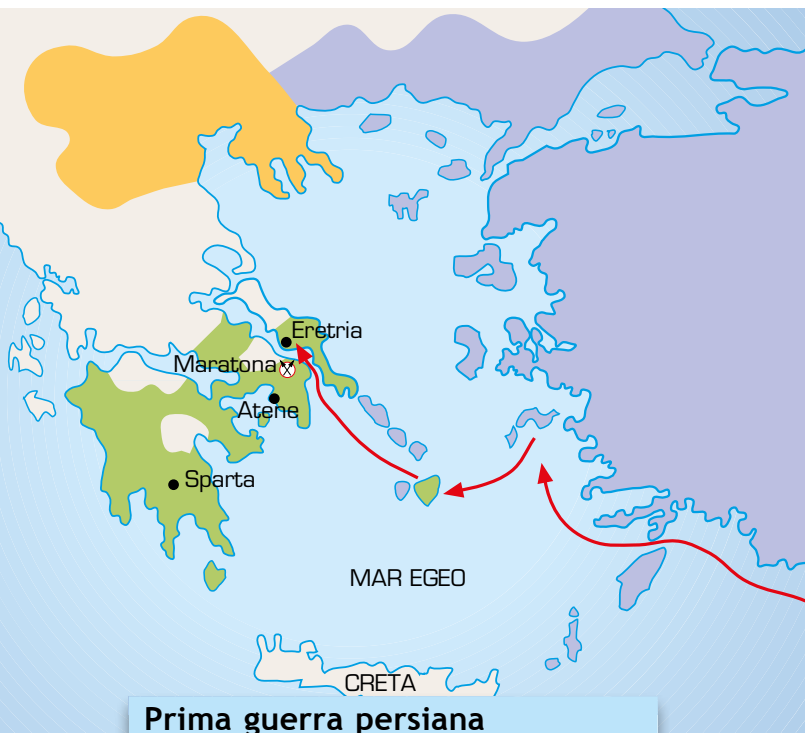 Eretria
Maratona
Atene
Sparta
MAR EGEO
CRETA
Prima guerra persiana